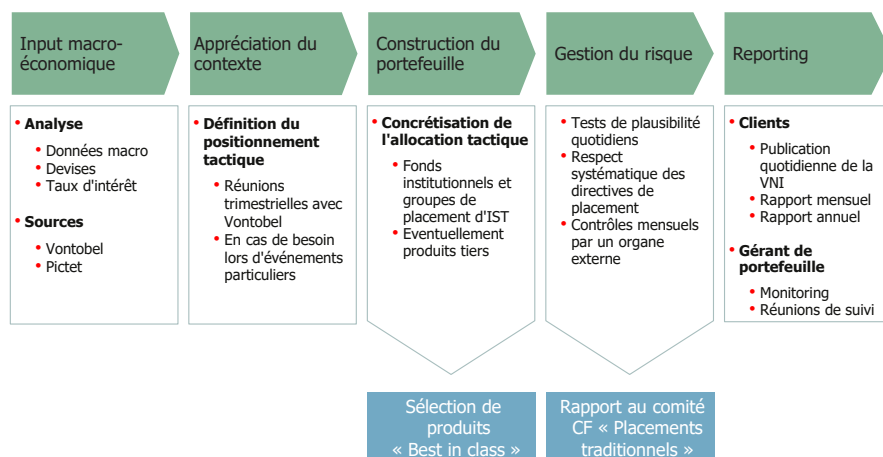 Input macro-
économique
Appréciation du
contexte
Construction du
portefeuille
Gestion du risque
Reporting
• Analyse
• Données macro
• Devises
• Taux d'intérêt
• Sources
• Vontobel
• Pictet
• Définition du
positionnement
tactique
• Réunions
trimestrielles avec
Vontobel
• En cas de besoin
lors d'événements
particuliers
• Concrétisation de
l'allocation tactique
• Fonds
institutionnels et
groupes de
placement d'IST
• Eventuellement
produits tiers
• Tests de plausibilité
quotidiens
• Respect
systématique des
directives de
placement
• Contrôles mensuels
par un organe
externe
• Clients
• Publication
quotidienne de la
VNI
• Rapport mensuel
• Rapport annuel
• Gérant de
portefeuille
• Monitoring
• Réunions de suivi
Sélection de
produits
« Best in class »
Rapport au comité
CF « Placements
traditionnels »